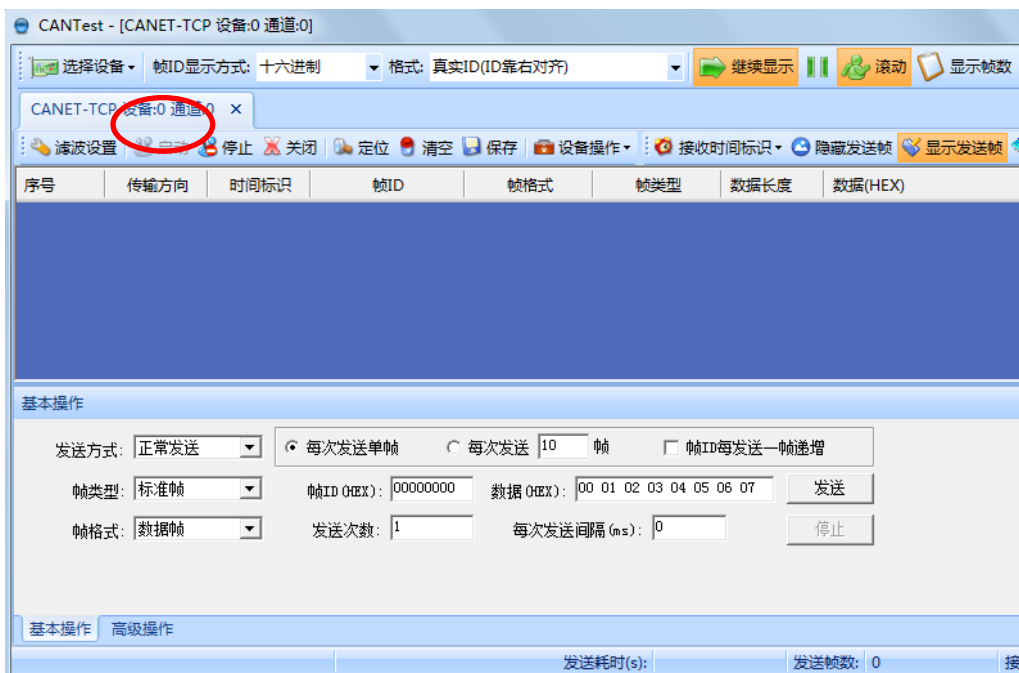 CANTest - [CANET-TCP 设备:0 通道:0]
选择设备 帧ID显示方式: 十六进制 格式: 真实ID(ID靠右对齐) 继续显示 滚动 显示帧数
CANET-TCP 设备:0 通道:0 ×
滤波设置 启动 停止 关闭 定位 清空 保存 设备操作 接收时间标识 隐藏发送帧 显示发送帧
序号 传输方向 时间标识 帧ID 帧格式 帧类型 数据长度 数据(HEX)
基本操作
发送方式: 正常发送 每次发送单帧 每次发送 10 帧 帧ID每发送一帧递增
帧类型: 标准帧 帧ID(HEX): 00000000 数据(HEX): 00 01 02 03 04 05 06 07 发送
帧格式: 数据帧 发送次数: 1 每次发送间隔(ms): 0 停止
基本操作 高级操作
发送耗时(s): 发送帧数: 0 接